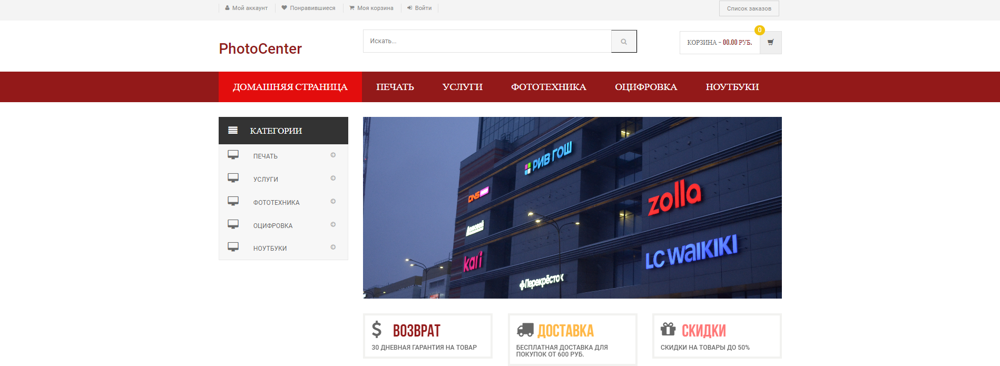 Мой аккаунт
Понравившиеся
Моя корзина
Войти
Список заказов
PhotoCenter
Искать...
КОРЗИНА - 00.00 РУБ.
0
ДОМАШНЯЯ СТРАНИЦА
ПЕЧАТЬ
УСЛУГИ
ФОТОТЕХНИКА
ОЦИФРОВКА
НОУТБУКИ
КАТЕГОРИИ
ПЕЧАТЬ
УСЛУГИ
ФОТОТЕХНИКА
ОЦИФРОВКА
НОУТБУКИ
РИВ ГОШ
DNS
zolla
kari
LC WAIKIKI
Перекрёсток
ВОЗВРАТ
30 ДНЕВНАЯ ГАРАНТИЯ НА ТОВАР
ДОСТАВКА
БЕСПЛАТНАЯ ДОСТАВКА ДЛЯ
ПОКУПОК ОТ 600 РУБ.
СКИДКИ
СКИДКИ НА ТОВАРЫ ДО 50%